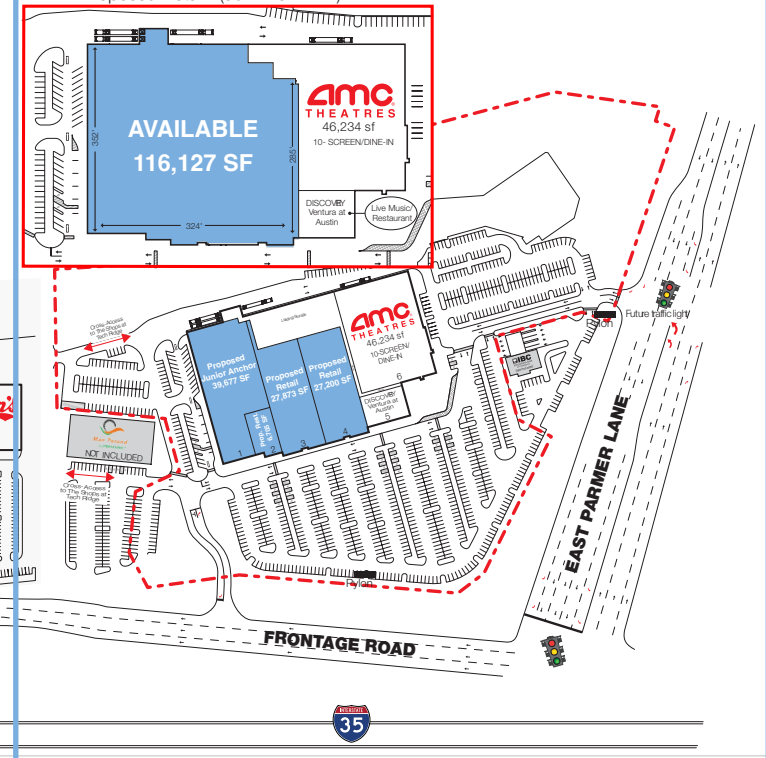 AVAILABLE
116,127 SF
352'
324'
285'
amc
THEATRES
46,234 sf
10- SCREEN/DINE-IN
DISCOVERY
Ventura at
Austin
Live Music/
Restaurant
Cross-Access
to the Shops at
Tech Ridge
Proposed
Junior Anchor
39,677 SF
Proposed
Retail
27,873 SF
Proposed
Retail
27,200 SF
Prop. Retail
1
2
3
4
5
6
amc
THEATRES
46,234 sf
10-SCREEN/
DINE-IN
DISCOVERY
Ventura at
Austin
IBC
Pylon
Future traffic light
NOT INCLUDED
Cross-Access
to The Shops at
Tech Ridge
Pylon
EAST PARMER LANE
FRONTAGE ROAD
INTERSTATE
35